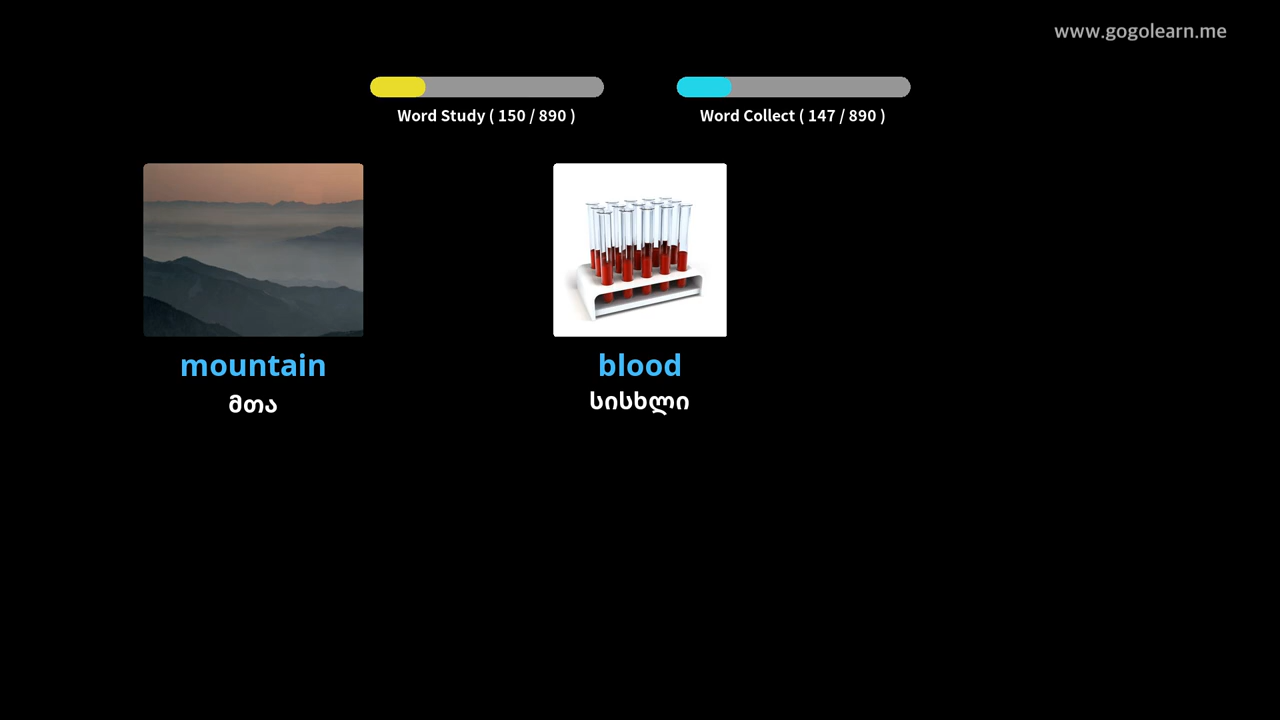 www.gogolearn.me
Word Study ( 150 / 890 )
Word Collect ( 147 / 890 )
mountain
მთა
blood
სისხლი